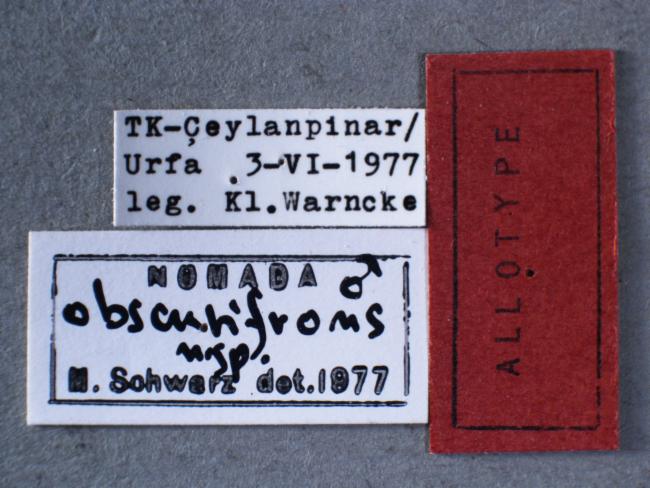 TK-Çeylanpinar/
Urfa .3-VI-1977
leg. Kl.Warncke
NOMADA ♂
obscurifrons
n.sp.
M. Schwarz det.1977
ALLOTYPE